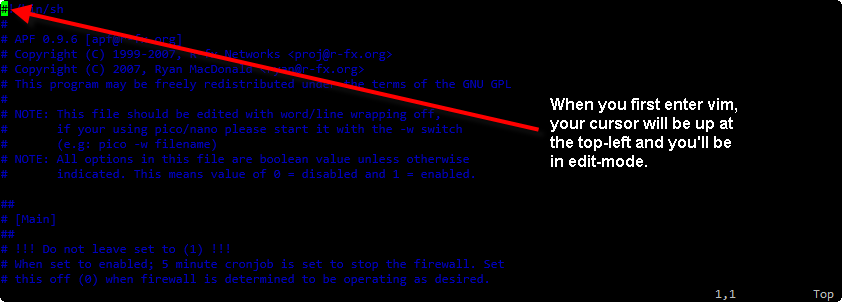 #
#
# APF 0.9.6 [apf@r-fx.org]
# Copyright (C) 1999-2007, Networks <proj@r-fx.org>
# Copyright (C) 2007, Ryan MacDonald
# This program may be freely redistributed under the terms of the GNU GPL
#
# NOTE: This file should be edited with word/line wrapping off,
if your using pico/nano please start it with the -w switch
(e.g: pico -w filename)
# NOTE: All options in this file are boolean value unless otherwise
indicated. This means value of 0 = disabled and 1 = enabled.
##
# [Main]
##
# !!! Do not leave set to (1) !!!
# When set to enabled; 5 minute cronjob is set to stop the firewall. Set
# this off (0) when firewall is determined to be operating as desired.
1,1 Top
When you first enter vim,
your cursor will be up at
the top-left and you'll be
in edit-mode.